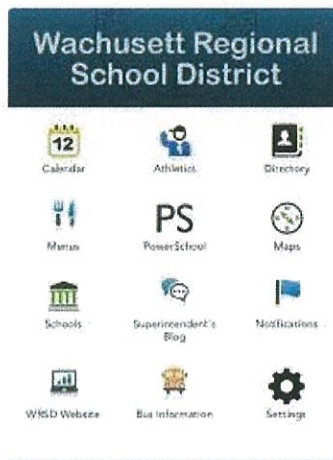 Wachusett Regional
School District
12
Calendar
Athletics
Directory
Menus
PS
PowerSchool
Maps
Schools
Superintendent's
Blog
Notifications
WRSD Website
Bus Information
Settings